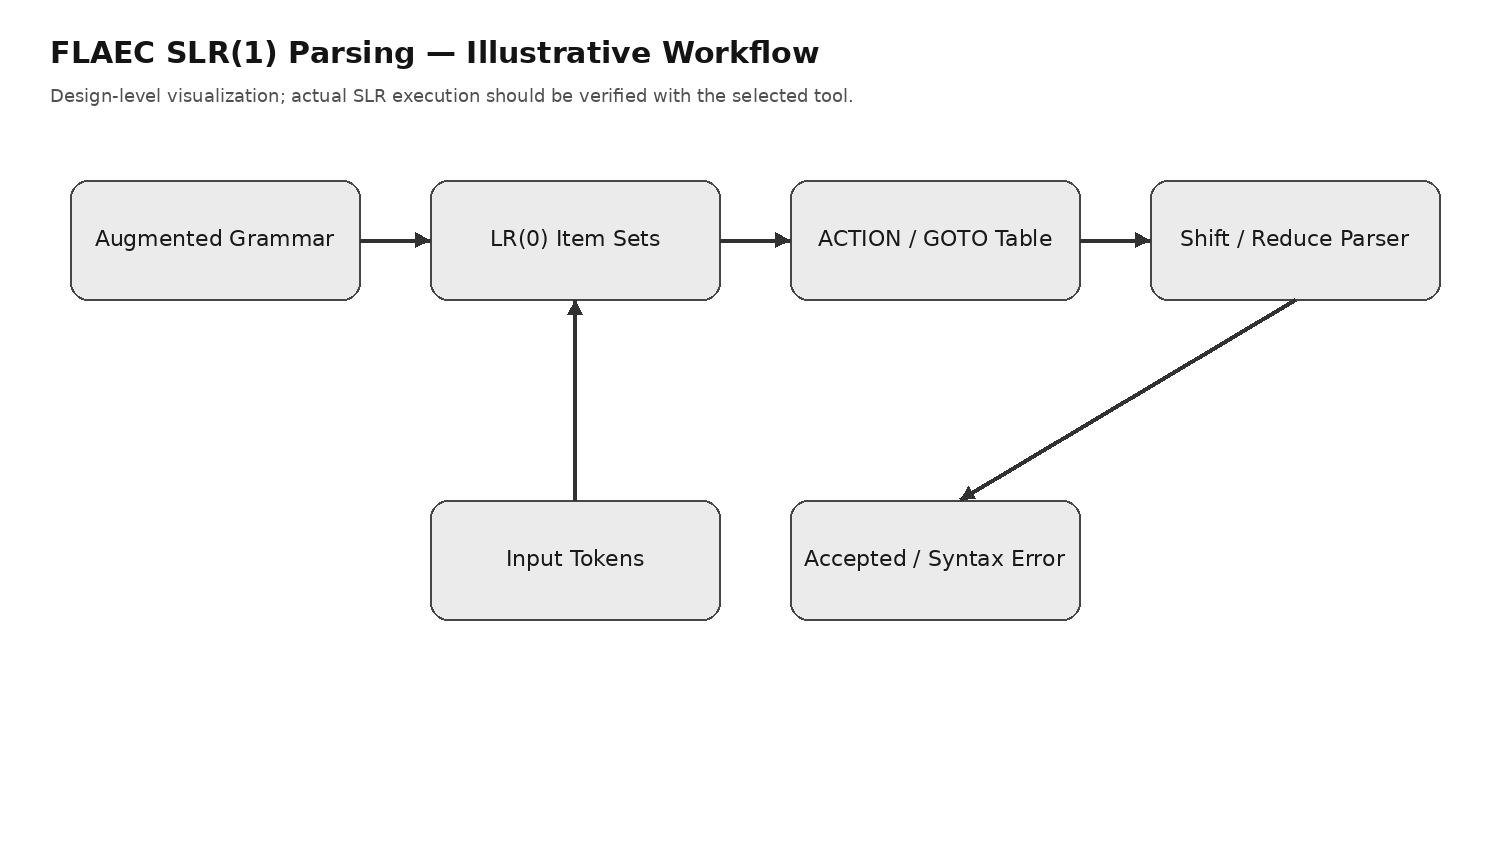 FLAEC SLR(1) Parsing — Illustrative Workflow
Design-level visualization; actual SLR execution should be verified with the selected tool.
Augmented Grammar
LR(0) Item Sets
ACTION / GOTO Table
Shift / Reduce Parser
Input Tokens
Accepted / Syntax Error